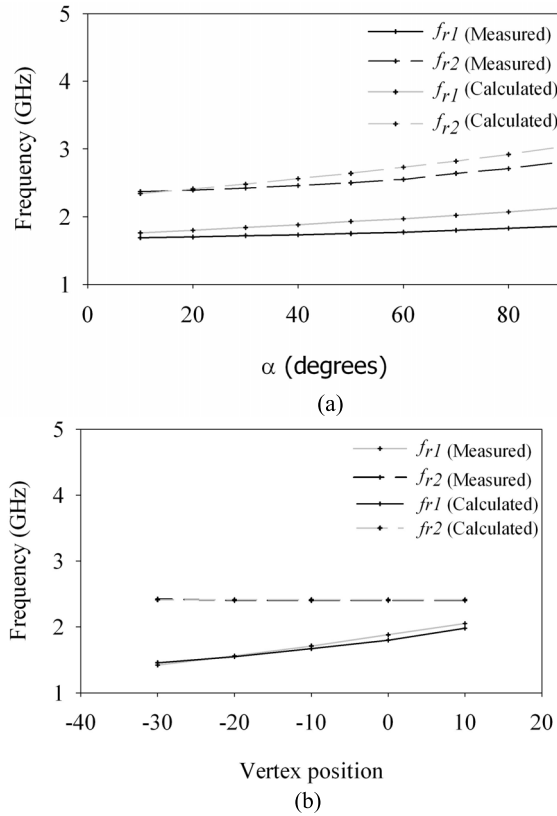 5
4
3
2
1
Frequency (GHz)
fr1 (Measured)
fr2 (Measured)
fr1 (Calculated)
fr2 (Calculated)
0 20 40 60 80
α (degrees)
(a)
5
4
3
2
1
Frequency (GHz)
fr1 (Measured)
fr2 (Measured)
fr1 (Calculated)
fr2 (Calculated)
-40 -30 -20 -10 0 10 20
Vertex position
(b)